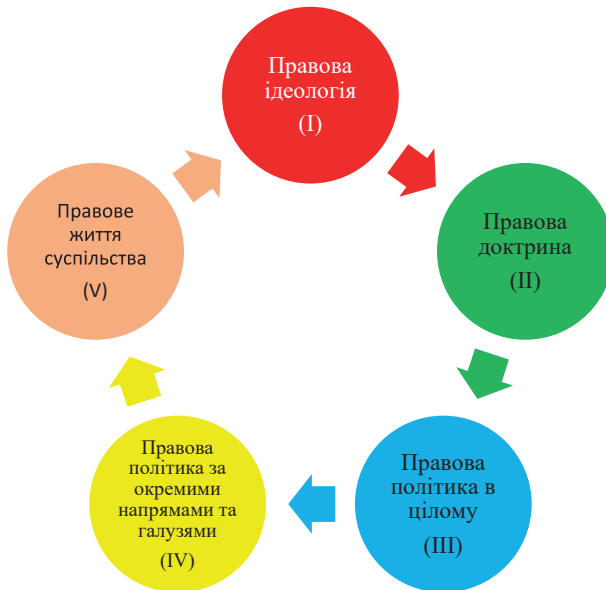 Правова
ідеологія
(I)
Правова
доктрина
(II)
Правова
політика в
цілому
(III)
Правова
політика за
окремими
напрямами та
галузями
(IV)
Правове
життя
суспільства
(V)